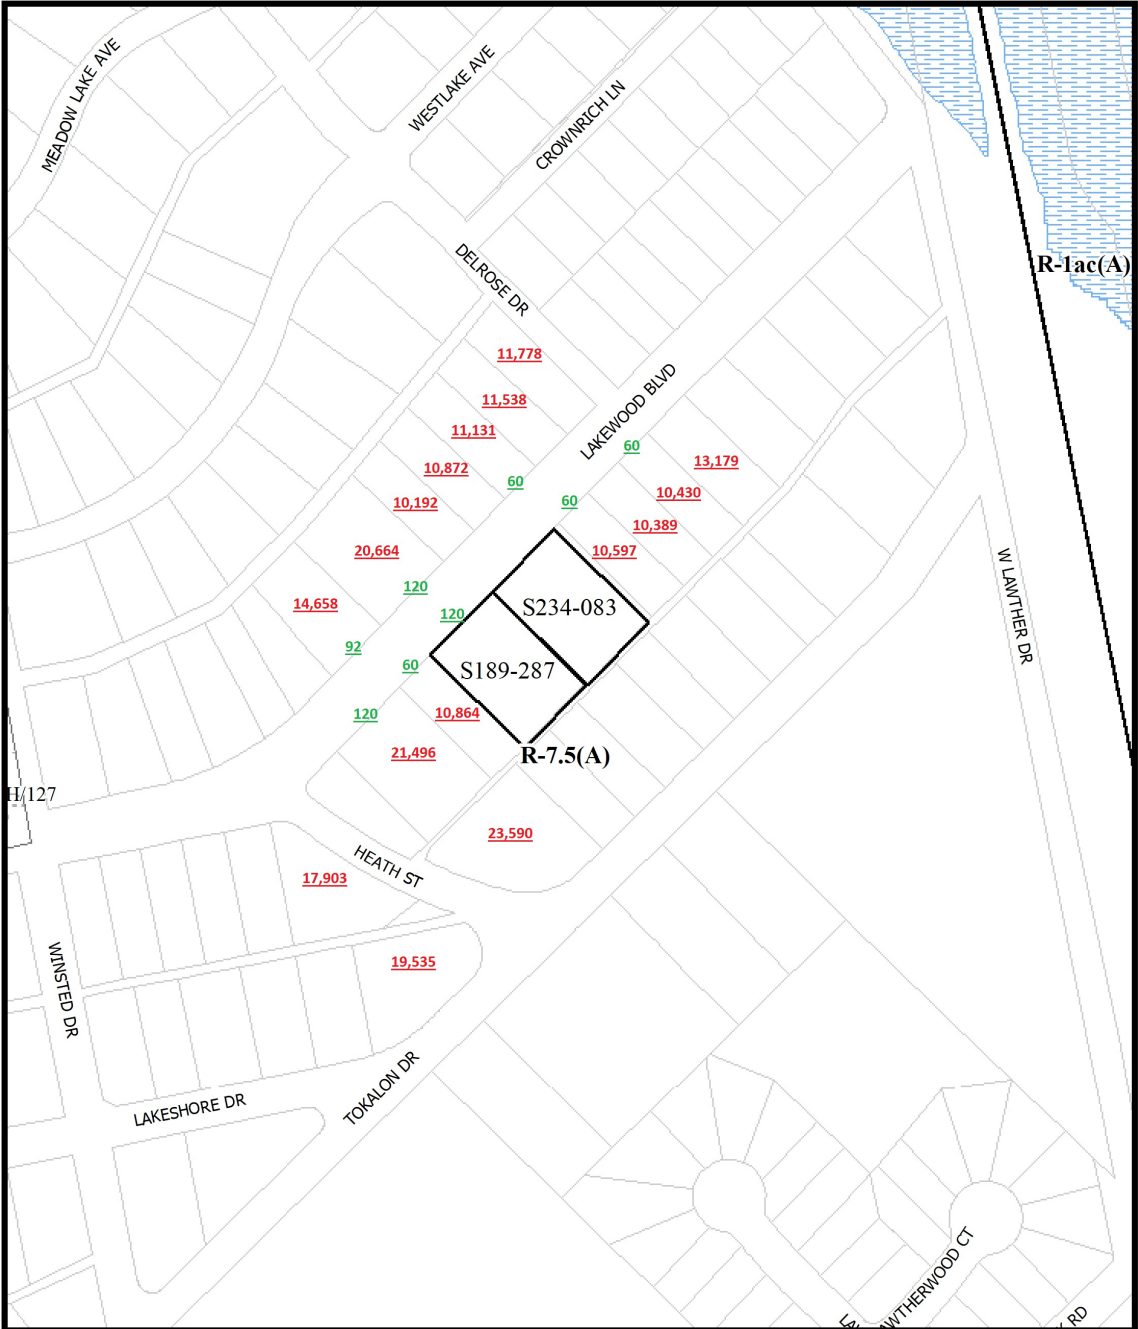 MEADOW LAKE AVE
WESTLAKE AVE
CROWNRICH LN
DELROSE DR
R-1ac(A)
11,778
LAKEWOOD BLVD
11,538
11,131
60
13,179
10,872
60
10,430
10,192
60
10,389
20,664
10,597
120
14,658
120
S234-083
W LAWTHER DR
92
60
S189-287
120
10,864
21,496
R-7.5(A)
H/127
23,590
HEATH ST
17,903
19,535
WINSTED DR
LAKESHORE DR
TOKALON DR
LA
AWTHERWOOD CT
K RD